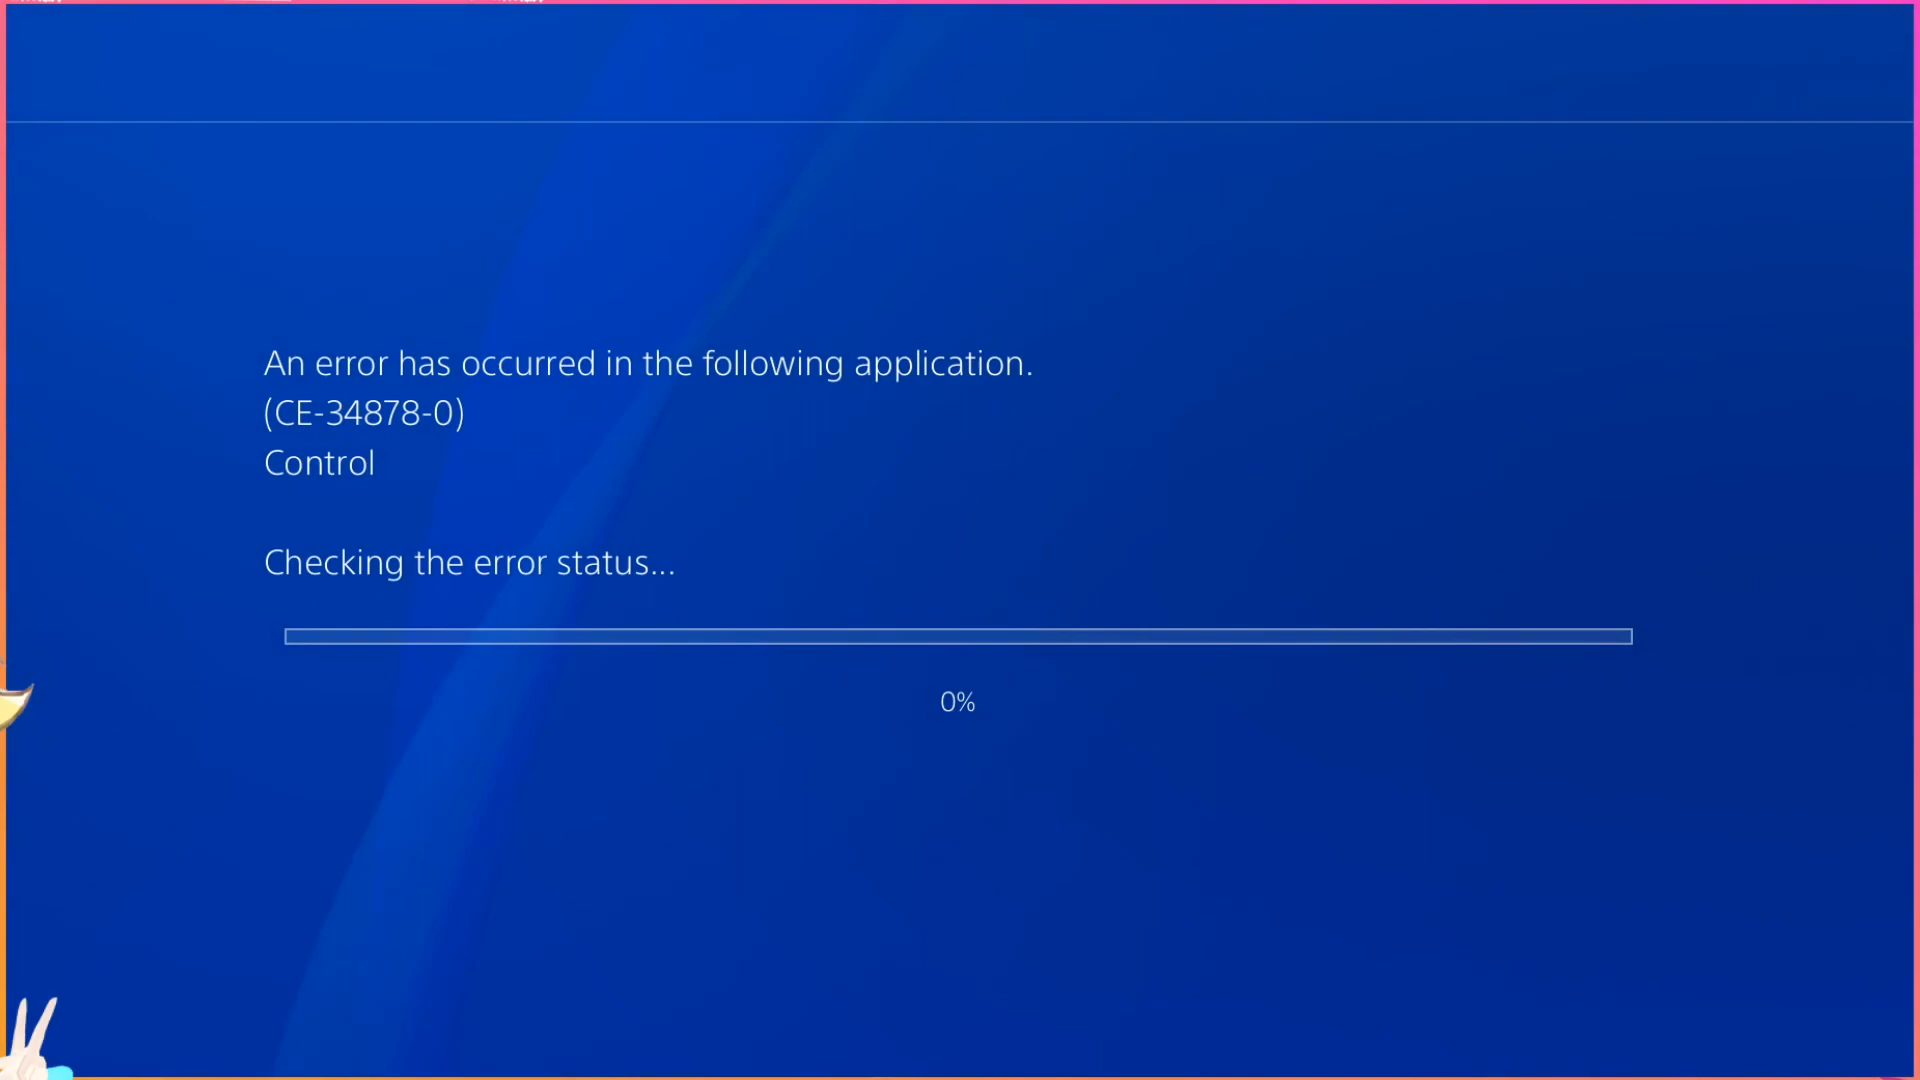 An error has occurred in the following application.
(CE-34878-0)
Control
Checking the error status...
0%